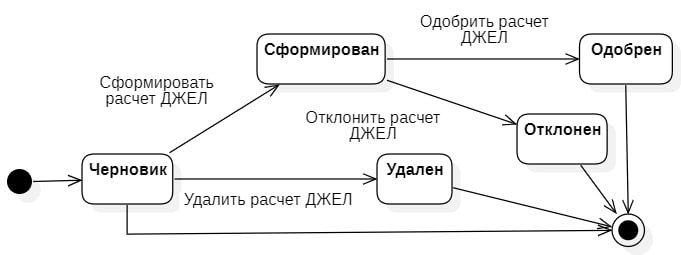 Одобрить расчет
ДЖЕЛ
Сформирован
Одобрен
Сформировать
расчет ДЖЕЛ
Отклонить расчет
ДЖЕЛ
Отклонен
Черновик
Удален
Удалить расчет ДЖЕЛ